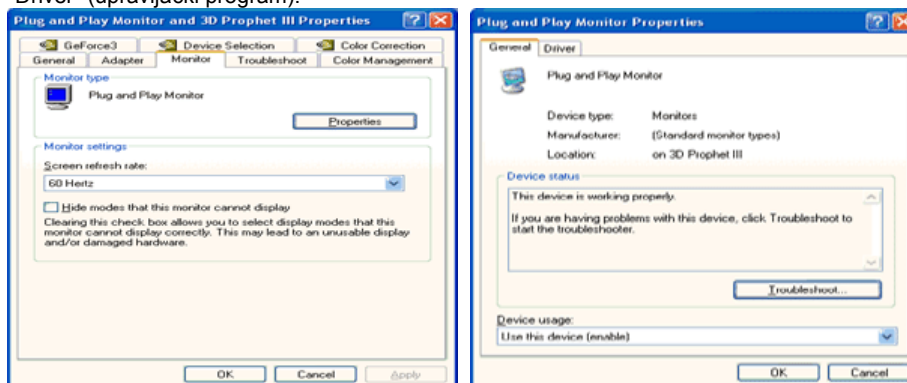 "Driver" (upravljački program).
Plug and Play Monitor and 3D Prophet III Properties
GeForce3 Device Selection Color Correction
General Adapter Monitor Troubleshoot Color Management
Monitor type
Plug and Play Monitor
Properties
Monitor settings
Screen refresh rate:
60 Hertz
Hide modes that this monitor cannot display
Clearing this check box allows you to select display modes that this
monitor cannot display correctly. This may lead to an unusable display
and/or damaged hardware.
OK Cancel Apply
Plug and Play Monitor Properties
General Driver
Plug and Play Monitor
Device type: Monitors
Manufacturer: (Standard monitor types)
Location: on 3D Prophet III
Device status
This device is working properly.
If you are having problems with this device, click Troubleshoot to
start the troubleshooter.
Troubleshoot...
Device usage:
Use this device (enable)
OK Cancel